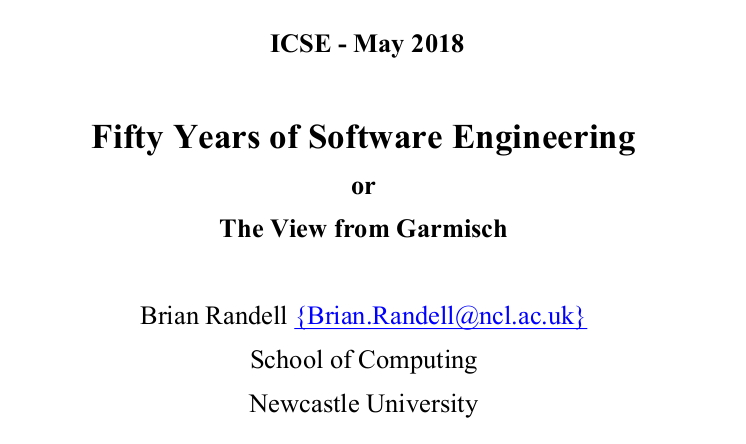 ICSE - May 2018
Fifty Years of Software Engineering
or
The View from Garmisch
Brian Randell {Brian.Randell@ncl.ac.uk}
School of Computing
Newcastle University